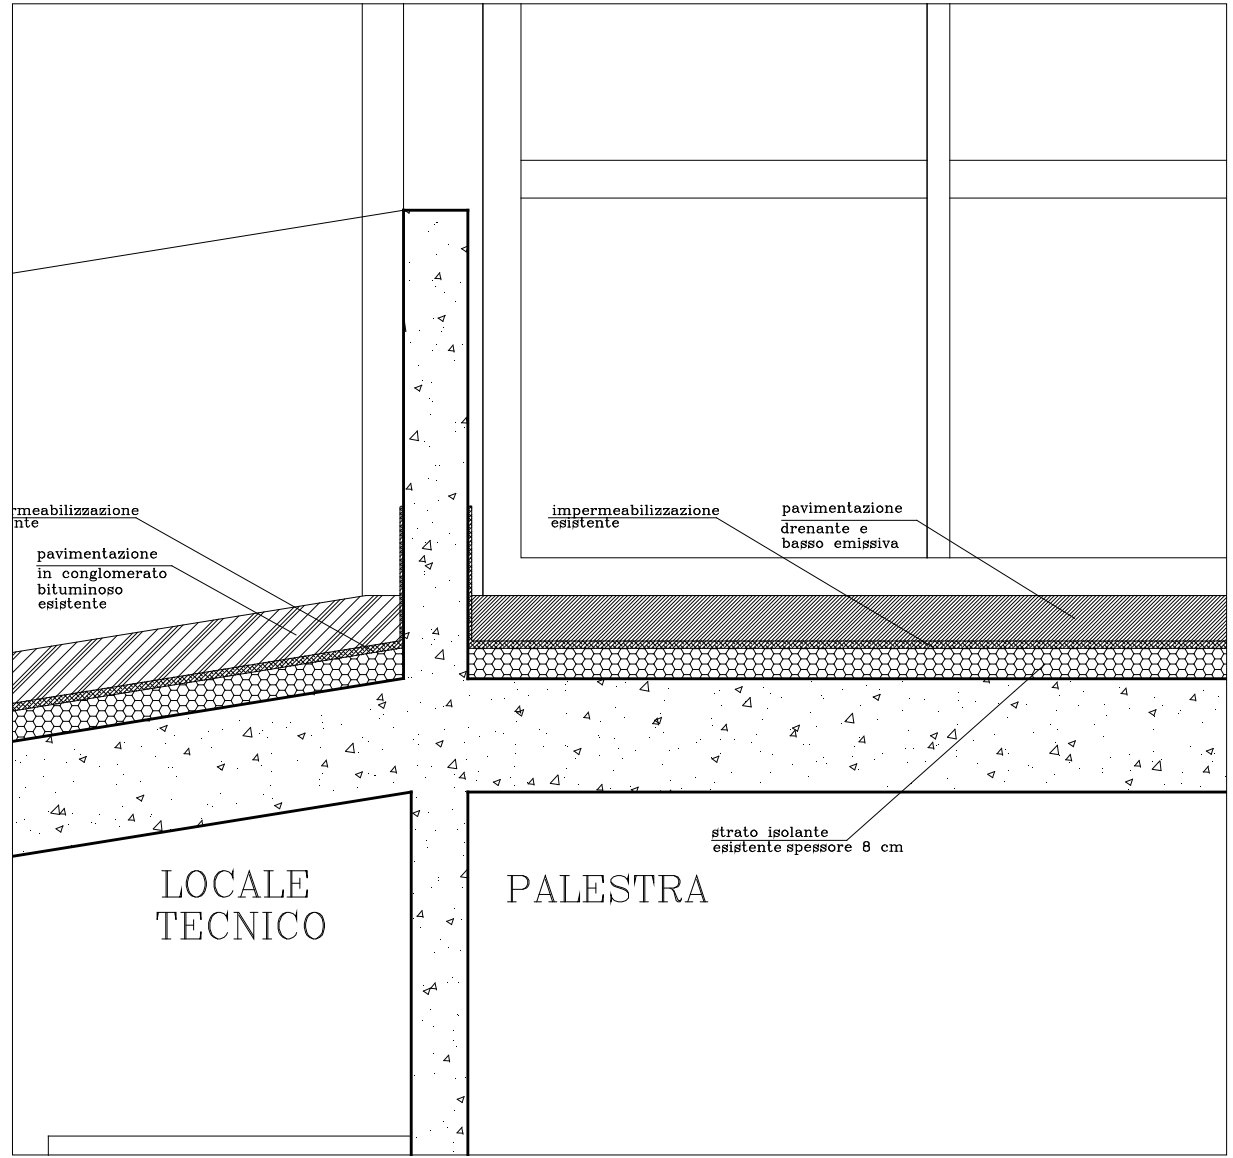 rmeabilizzazione
nte
pavimentazione
in conglomerato
bituminoso
esistente
impermeabilizzazione
esistente
pavimentazione
drenante e
basso emissiva
strato isolante
esistente spessore 8 cm
LOCALE
TECNICO
PALESTRA